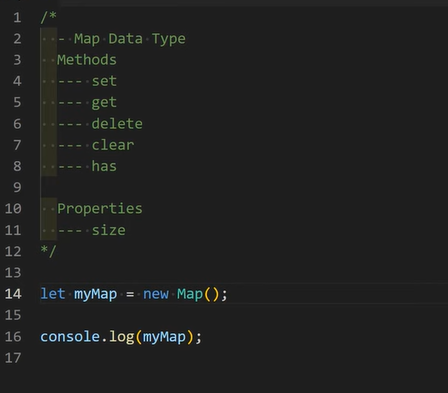 1 /*
2 - Map Data Type
3 Methods
4 --- set
5 --- get
6 --- delete
7 --- clear
8 --- has
9
10 Properties
11 --- size
12 */
13
14 let myMap = new Map();
15
16 console.log(myMap);
17